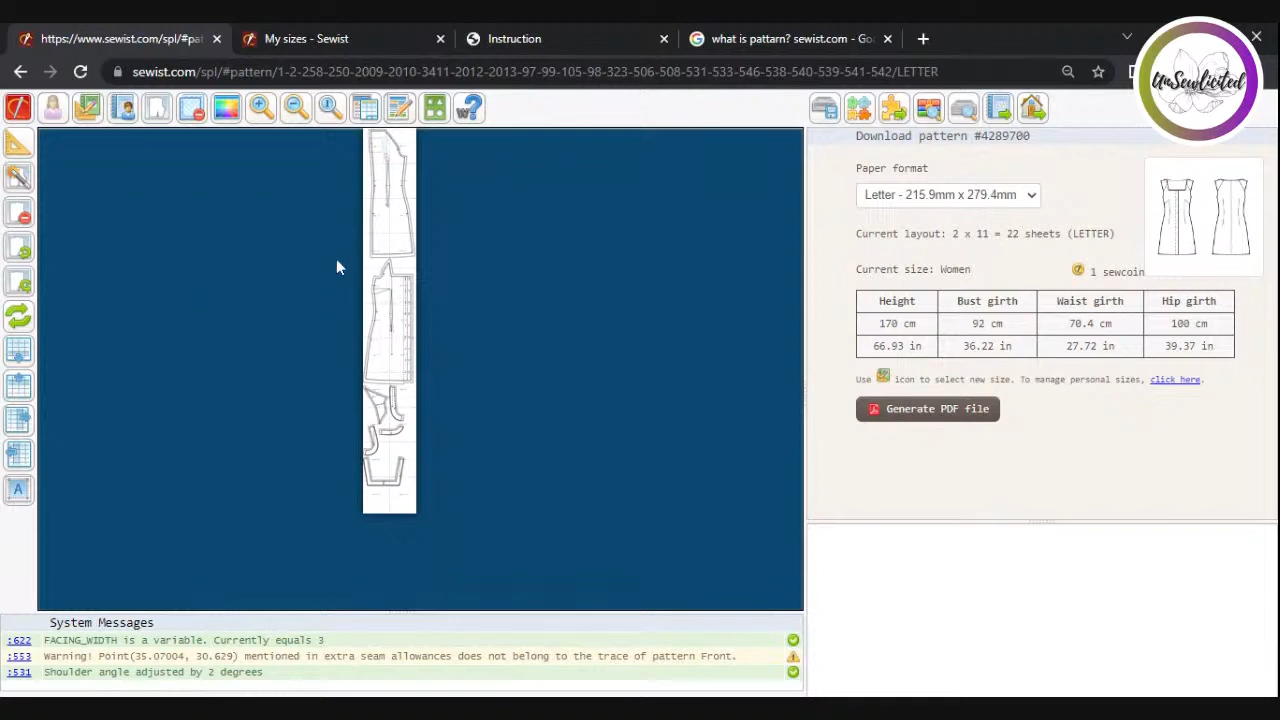 https://www.sewist.com/spl/#pat
My sizes - Sewist
Instruction
what is pattarn? sewist.com - Goo
sewist.com/spl/#pattern/1-2-258-250-2009-2010-3411-2012-2013-97-99-105-98-323-506-508-531-533-546-538-540-539-541-542/LETTER
UnSewlicited
w?
Download pattern #4289700
Paper format
Letter - 215.9mm x 279.4mm
Current layout: 2 x 11 = 22 sheets (LETTER)
Current size: Women
1 sewcoin
Height Bust girth Waist girth Hip girth
170 cm 92 cm 70.4 cm 100 cm
66.93 in 36.22 in 27.72 in 39.37 in
Use icon to select new size. To manage personal sizes, click here.
Generate PDF file
A
System Messages
:622 FACING_WIDTH is a variable. Currently equals 3
:553 Warning! Point(35.07004, 30.629) mentioned in extra seam allowances does not belong to the trace of pattern Front.
:531 Shoulder angle adjusted by 2 degrees